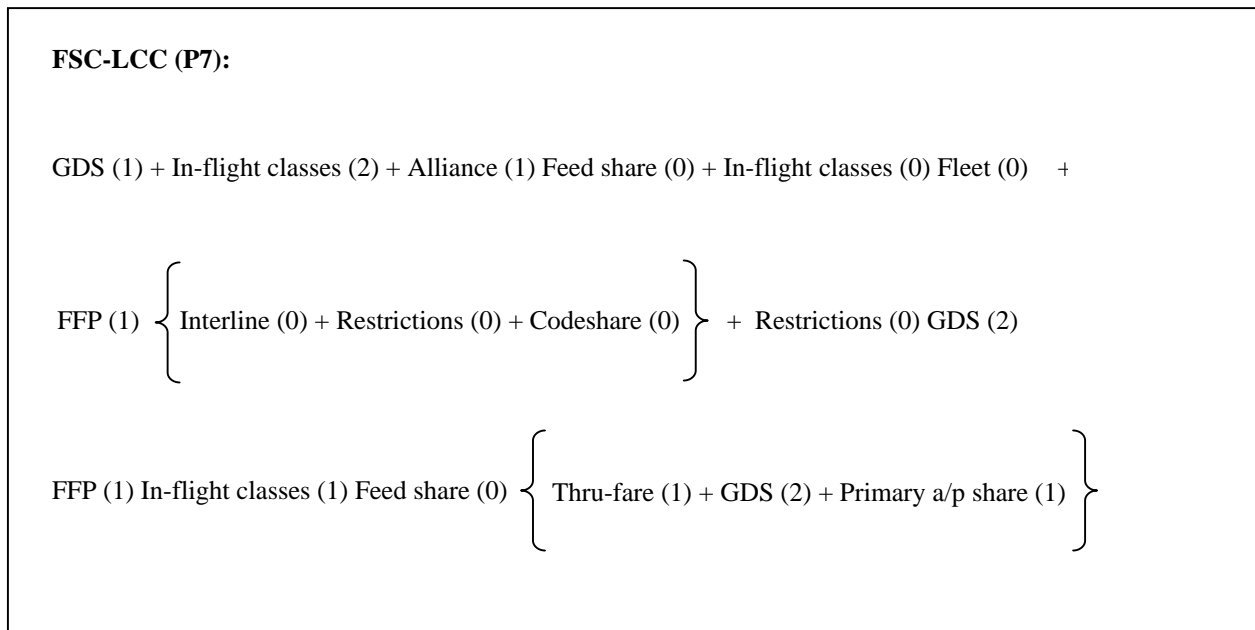 FSC-LCC (P7):
GDS (1) + In-flight classes (2) + Alliance (1) Feed share (0) + In-flight classes (0) Fleet (0) +
FFP (1) { Interline (0) + Restrictions (0) + Codeshare (0) } + Restrictions (0) GDS (2)
FFP (1) In-flight classes (1) Feed share (0) { Thru-fare (1) + GDS (2) + Primary a/p share (1) }